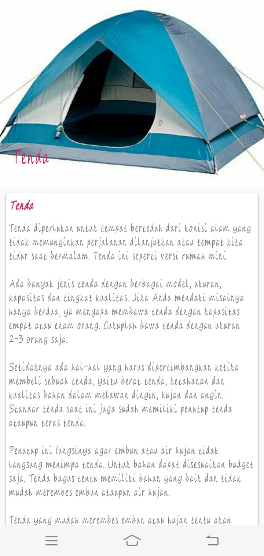 Tenda
Tenda
Tenda diperlukan untuk tempat berteduh dari kondisi alam yang
tidak memungkinkan perjalanan dilanjutkan atau tempat kita
tidur saat bermalam. Tenda ini seperti versi rumah mini.
Ada banyak jenis tenda dengan berbagai model, ukuran,
kapasitas dan tingkat kualitas. Jika Anda mendaki misalnya
hanya berdua, ya mengapa membawa tenda dengan kapasitas
empat atau enam orang. Cukuplah bawa tenda dengan ukuran
2-3 orang saja.
Setidaknya ada hal-hal yang harus dipertimbangkan ketika
membeli sebuah tenda, yaitu berat tenda, ketahanan dan
kualitas bahan dalam melawan dingin, hujan dan angin.
Standar tenda saat ini juga sudah memiliki penutup tenda
ataupun teras tenda.
Penutup ini fungsinya agar embun atau air hujan tidak
langsung menimpa tenda. Untuk bahan dapat disesuaikan budget
saja. Tenda bagus tentu memiliki bahan yang baik dan tidak
mudah merembes embun ataupun air hujan.
Tenda yang mudah merembes embun atau hujan tentu akan